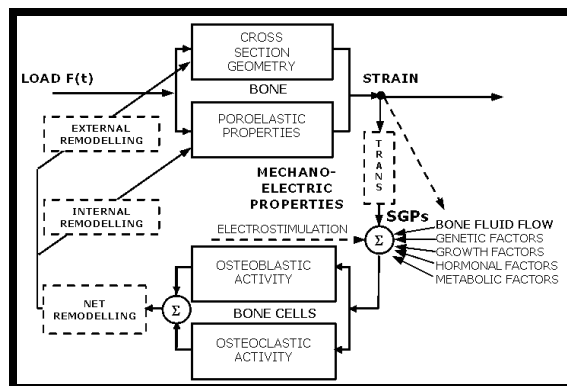 CROSS
SECTION
GEOMETRY
LOAD F(t)
STRAIN
BONE
EXTERNAL
REMODELLING
POROELASTIC
PROPERTIES
TRANS
MECHANO-
ELECTRIC
PROPERTIES
INTERNAL
REMODELLING
SGPs
BONE FLUID FLOW
ELECTROSTIMULATION
Σ
GENETIC FACTORS
GROWTH FACTORS
HORMONAL FACTORS
METABOLIC FACTORS
OSTEOBLASTIC
ACTIVITY
NET
REMODELLING
Σ
BONE CELLS
OSTEOCLASTIC
ACTIVITY